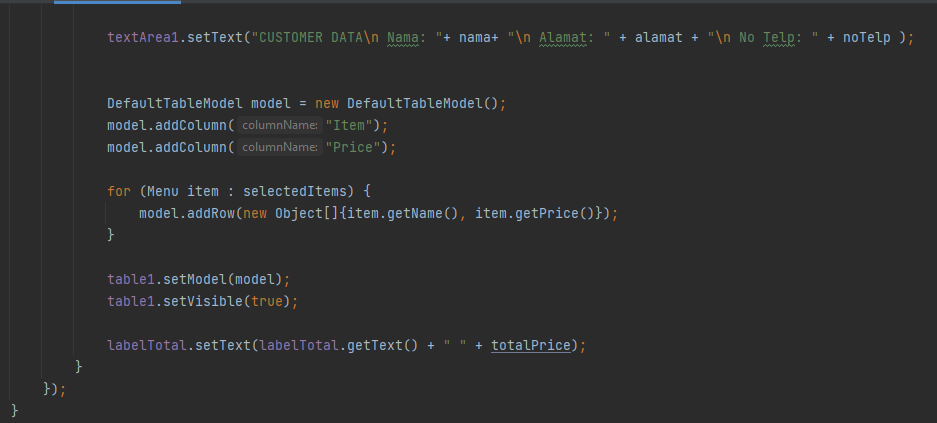 textArea1.setText("CUSTOMER DATA\n Nama: "+ nama+ "\n Alamat: " + alamat + "\n No Telp: " + noTelp );
DefaultTableModel model = new DefaultTableModel();
model.addColumn( columnName: "Item");
model.addColumn( columnName: "Price");
for (Menu item : selectedItems) {
model.addRow(new Object[]{item.getName(), item.getPrice()});
}
table1.setModel(model);
table1.setVisible(true);
labelTotal.setText(labelTotal.getText() + " " + totalPrice);
}
});
}